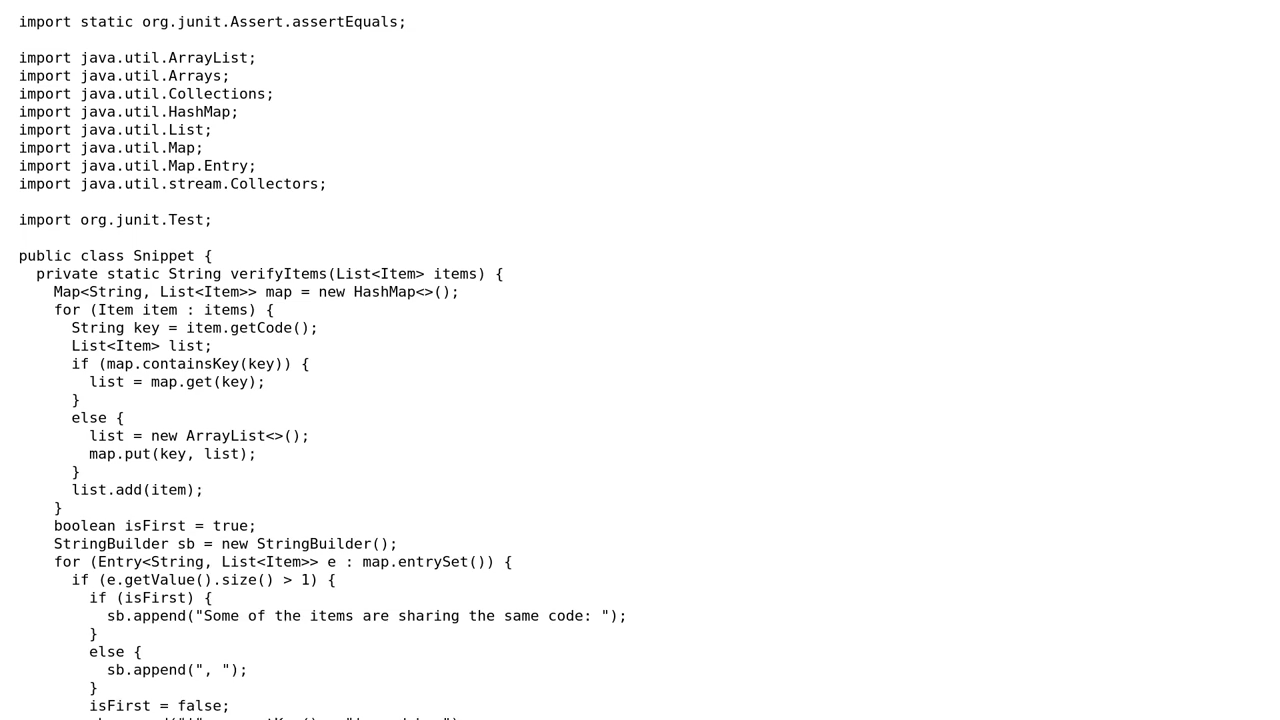 import static org.junit.Assert.assertEquals;

import java.util.ArrayList;
import java.util.Arrays;
import java.util.Collections;
import java.util.HashMap;
import java.util.List;
import java.util.Map;
import java.util.Map.Entry;
import java.util.stream.Collectors;

import org.junit.Test;

public class Snippet {
  private static String verifyItems(List<Item> items) {
    Map<String, List<Item>> map = new HashMap<>();
    for (Item item : items) {
      String key = item.getCode();
      List<Item> list;
      if (map.containsKey(key)) {
        list = map.get(key);
      }
      else {
        list = new ArrayList<>();
        map.put(key, list);
      }
      list.add(item);
    }
    boolean isFirst = true;
    StringBuilder sb = new StringBuilder();
    for (Entry<String, List<Item>> e : map.entrySet()) {
      if (e.getValue().size() > 1) {
        if (isFirst) {
          sb.append("Some of the items are sharing the same code: ");
        }
        else {
          sb.append(", ");
        }
        isFirst = false;